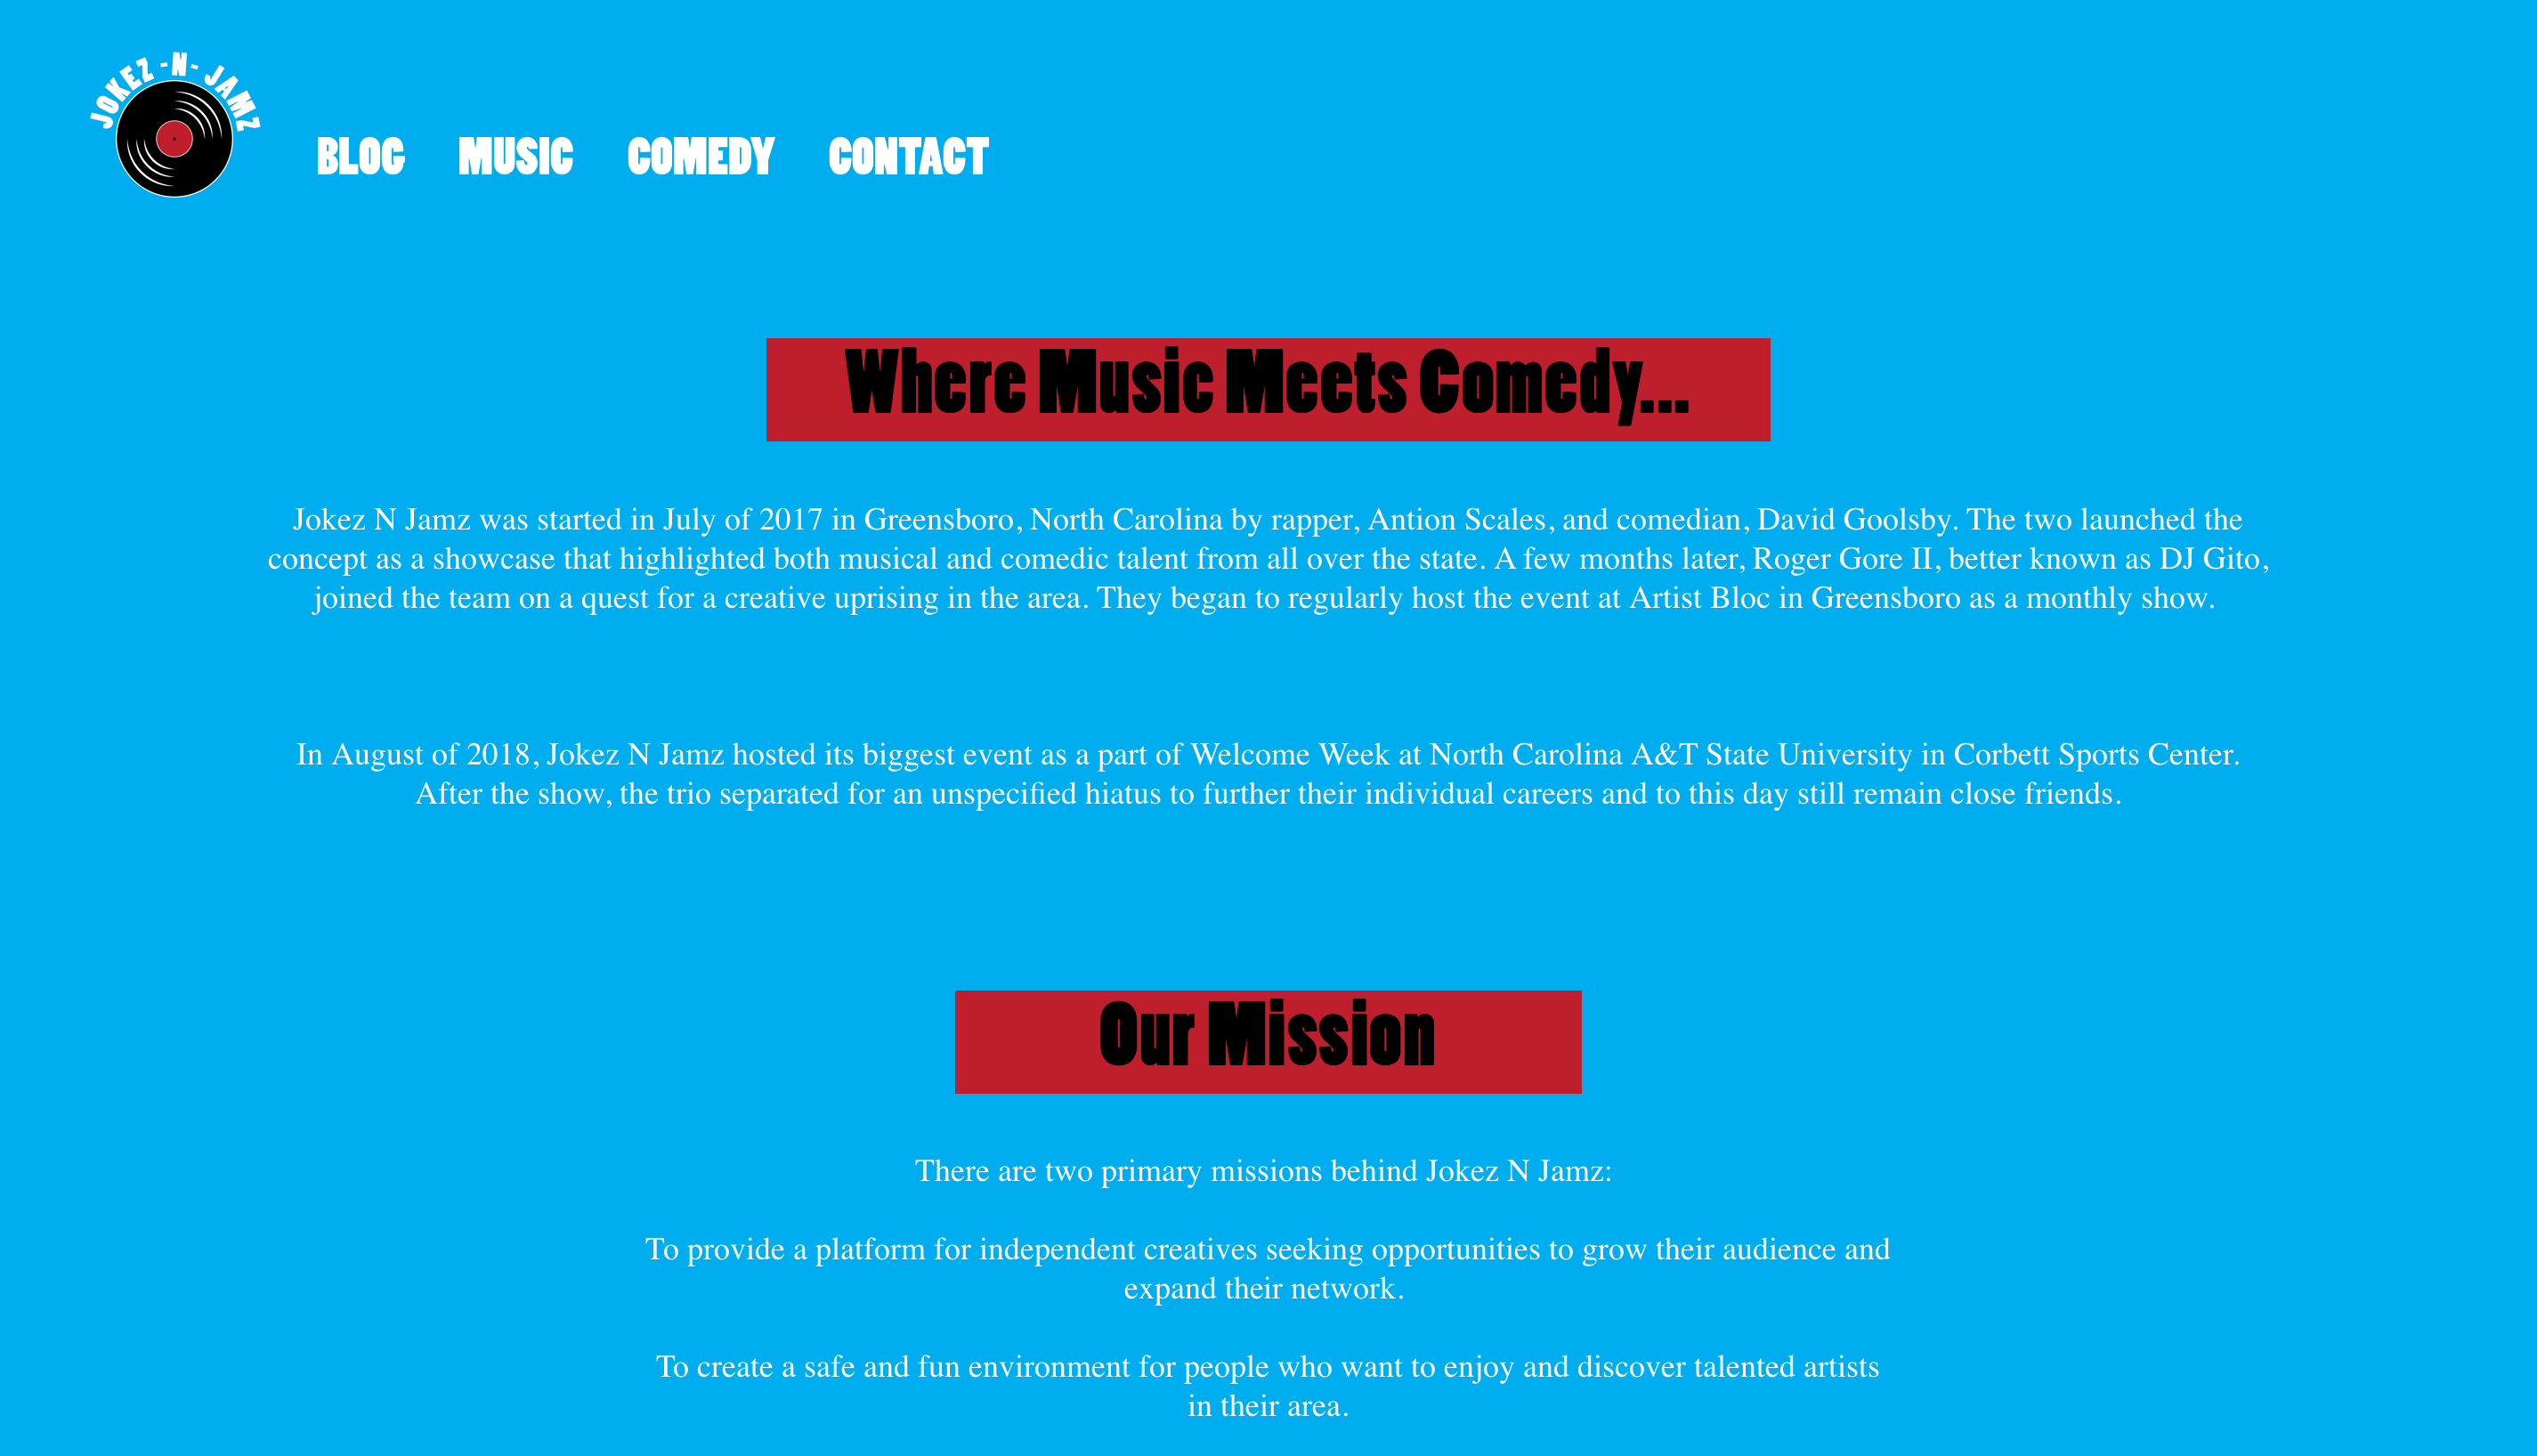 JOKEZ -N- JAMZ
BLOG MUSIC COMEDY CONTACT
Where Music Meets Comedy...
Jokez N Jamz was started in July of 2017 in Greensboro, North Carolina by rapper, Antion Scales, and comedian, David Goolsby. The two launched the
concept as a showcase that highlighted both musical and comedic talent from all over the state. A few months later, Roger Gore II, better known as DJ Gito,
joined the team on a quest for a creative uprising in the area. They began to regularly host the event at Artist Bloc in Greensboro as a monthly show.
In August of 2018, Jokez N Jamz hosted its biggest event as a part of Welcome Week at North Carolina A&T State University in Corbett Sports Center.
After the show, the trio separated for an unspecified hiatus to further their individual careers and to this day still remain close friends.
Our Mission
There are two primary missions behind Jokez N Jamz:
To provide a platform for independent creatives seeking opportunities to grow their audience and
expand their network.
To create a safe and fun environment for people who want to enjoy and discover talented artists
in their area.